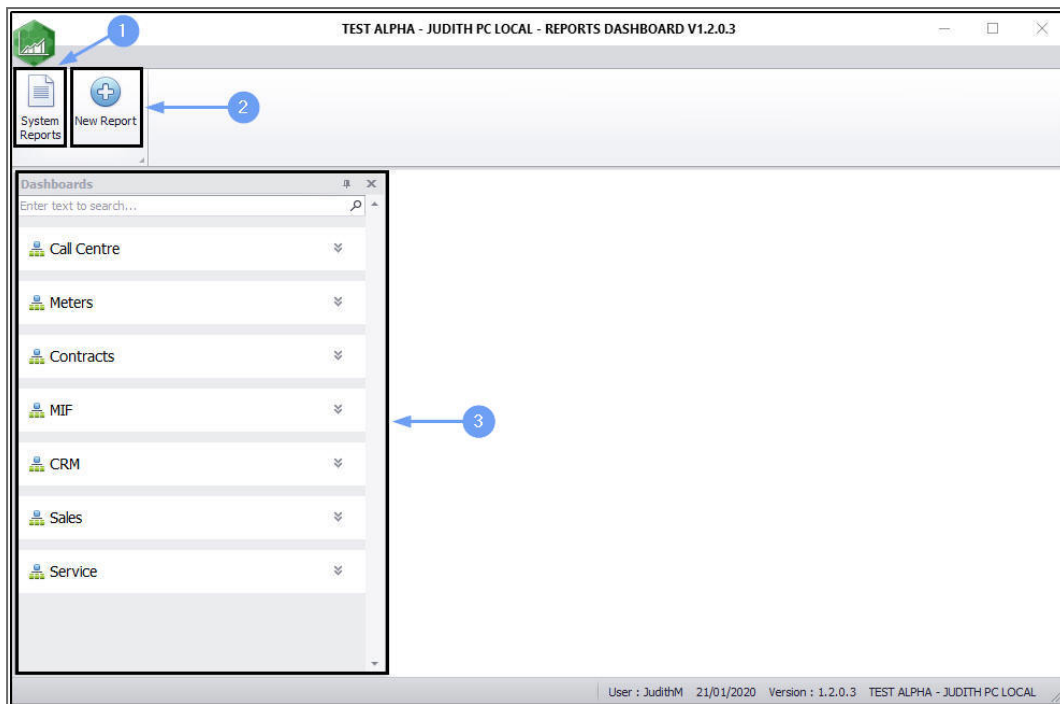 TEST ALPHA - JUDITH PC LOCAL - REPORTS DASHBOARD V1.2.0.3
1
System
Reports
New Report
2
Dashboards
Enter text to search...
Call Centre
Meters
Contracts
MIF
3
CRM
Sales
Service
User : JudithM 21/01/2020 Version : 1.2.0.3 TEST ALPHA - JUDITH PC LOCAL